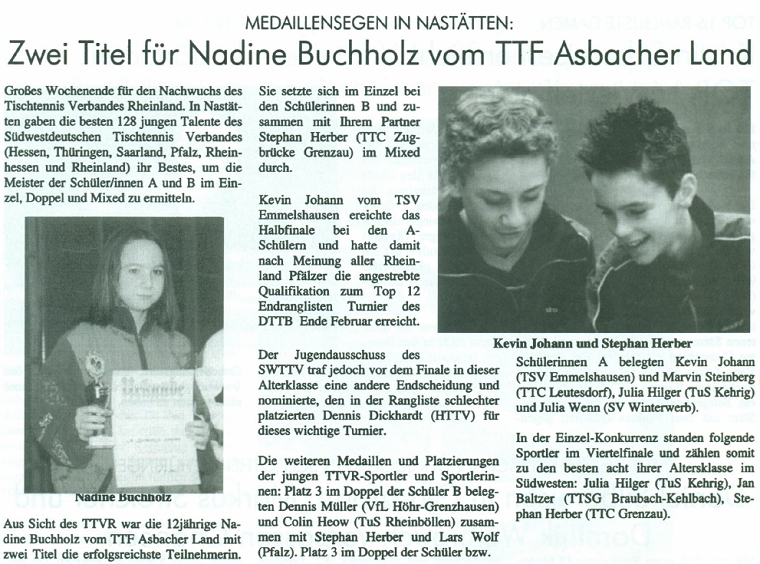 MEDAILLENSEGEN IN NASTÄTTEN:
Zwei Titel für Nadine Buchholz vom TTF Asbacher Land
Großes Wochenende für den Nachwuchs des
Tischtennis Verbandes Rheinland. In Nastät-
ten gaben die besten 128 jungen Talente des
Südwestdeutschen Tischtennis Verbandes
(Hessen, Thüringen, Saarland, Pfalz, Rhein-
hessen und Rheinland) ihr Bestes, um die
Meister der Schüler/innen A und B im Ein-
zel, Doppel und Mixed zu ermitteln.
Urkunde
Nadine Buchholz
Aus Sicht des TTVR war die 12jährige Na-
dine Buchholz vom TTF Asbacher Land mit
zwei Titel die erfolgsreichste Teilnehmerin.
Sie setzte sich im Einzel bei
den Schülerinnen B und zu-
sammen mit Ihrem Partner
Stephan Herber (TTC Zug-
brücke Grenzau) im Mixed
durch.
Kevin Johann vom TSV
Emmelshausen ereichte das
Halbfinale bei den A-
Schülern und hatte damit
nach Meinung aller Rhein-
land Pfälzer die angestrebte
Qualifikation zum Top 12
Endranglisten Turnier des
DTTB Ende Februar erreicht.
Der Jugendausschuss des
SWTTV traf jedoch vor dem Finale in dieser
Alterklasse eine andere Endscheidung und
nominierte, den in der Rangliste schlechter
platzierten Dennis Dickhardt (HTTV) für
dieses wichtige Turnier.
Die weiteren Medaillen und Platzierungen
der jungen TTVR-Sportler und Sportlerin-
nen: Platz 3 im Doppel der Schüler B beleg-
ten Dennis Müller (VfL Höhr-Grenzhausen)
und Colin Heow (TuS Rheinböllen) zusam-
men mit Stephan Herber und Lars Wolf
(Pfalz). Platz 3 im Doppel der Schüler bzw.
Kevin Johann und Stephan Herber
Schülerinnen A belegten Kevin Johann
(TSV Emmelshausen) und Marvin Steinberg
(TTC Leutesdorf), Julia Hilger (TuS Kehrig)
und Julia Wenn (SV Winterwerb).
In der Einzel-Konkurrenz standen folgende
Sportler im Viertelfinale und zählen somit
zu den besten acht ihrer Altersklasse im
Südwesten: Julia Hilger (TuS Kehrig), Jan
Baltzer (TTSG Braubach-Kehlbach), Ste-
phan Herber (TTC Grenzau).